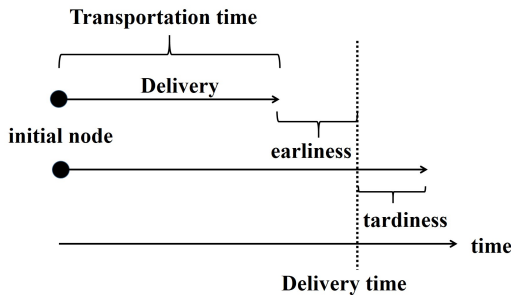 Transportation time
Delivery
initial node
earliness
tardiness
time
Delivery time